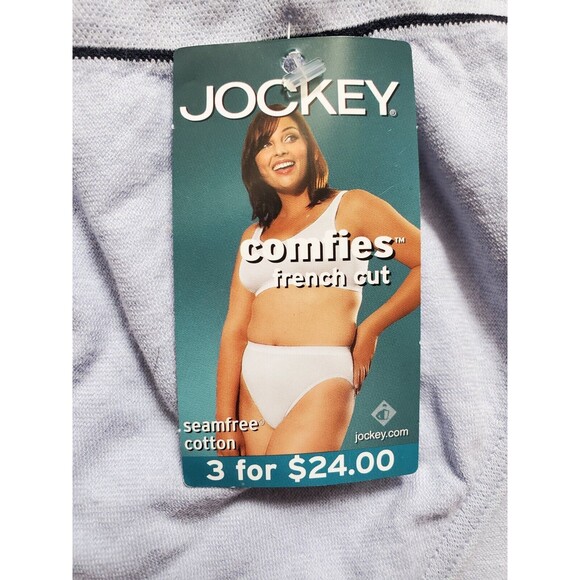 JOCKEY®
comfies™
french cut
seamfree®
cotton
jockey.com
3 for $24.00